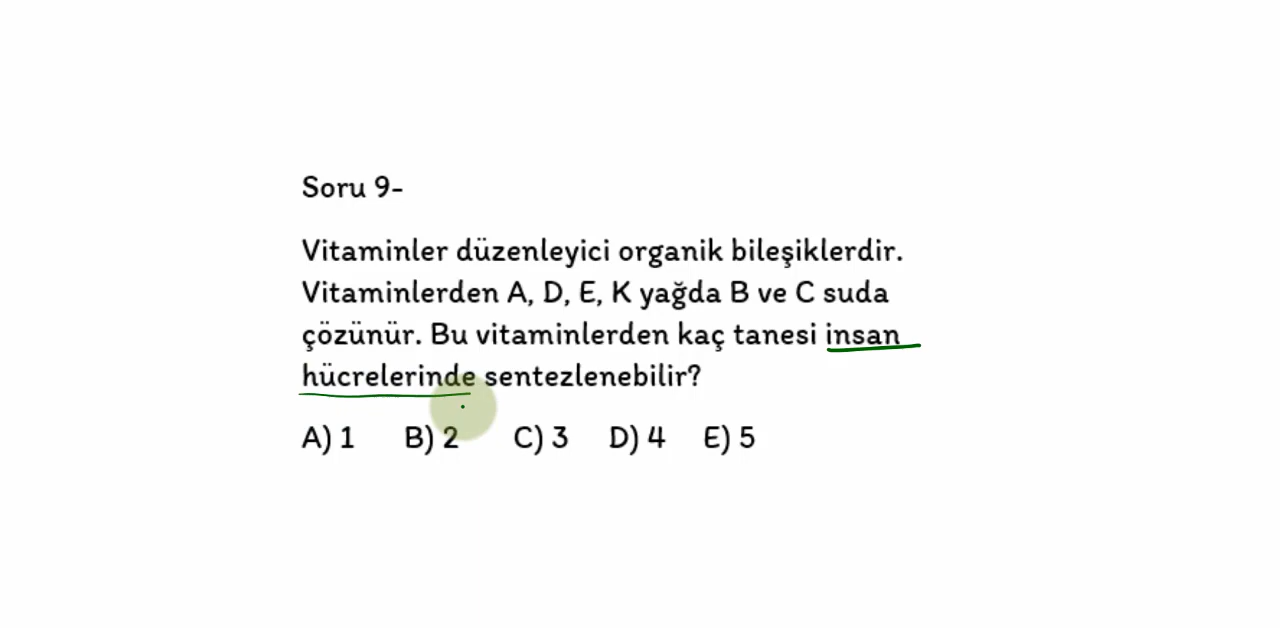 Soru 9-
Vitaminler düzenleyici organik bileşiklerdir.
Vitaminlerden A, D, E, K yağda B ve C suda
çözünür. Bu vitaminlerden kaç tanesi insan
hücrelerinde sentezlenebilir?
A) 1 B) 2 C) 3 D) 4 E) 5